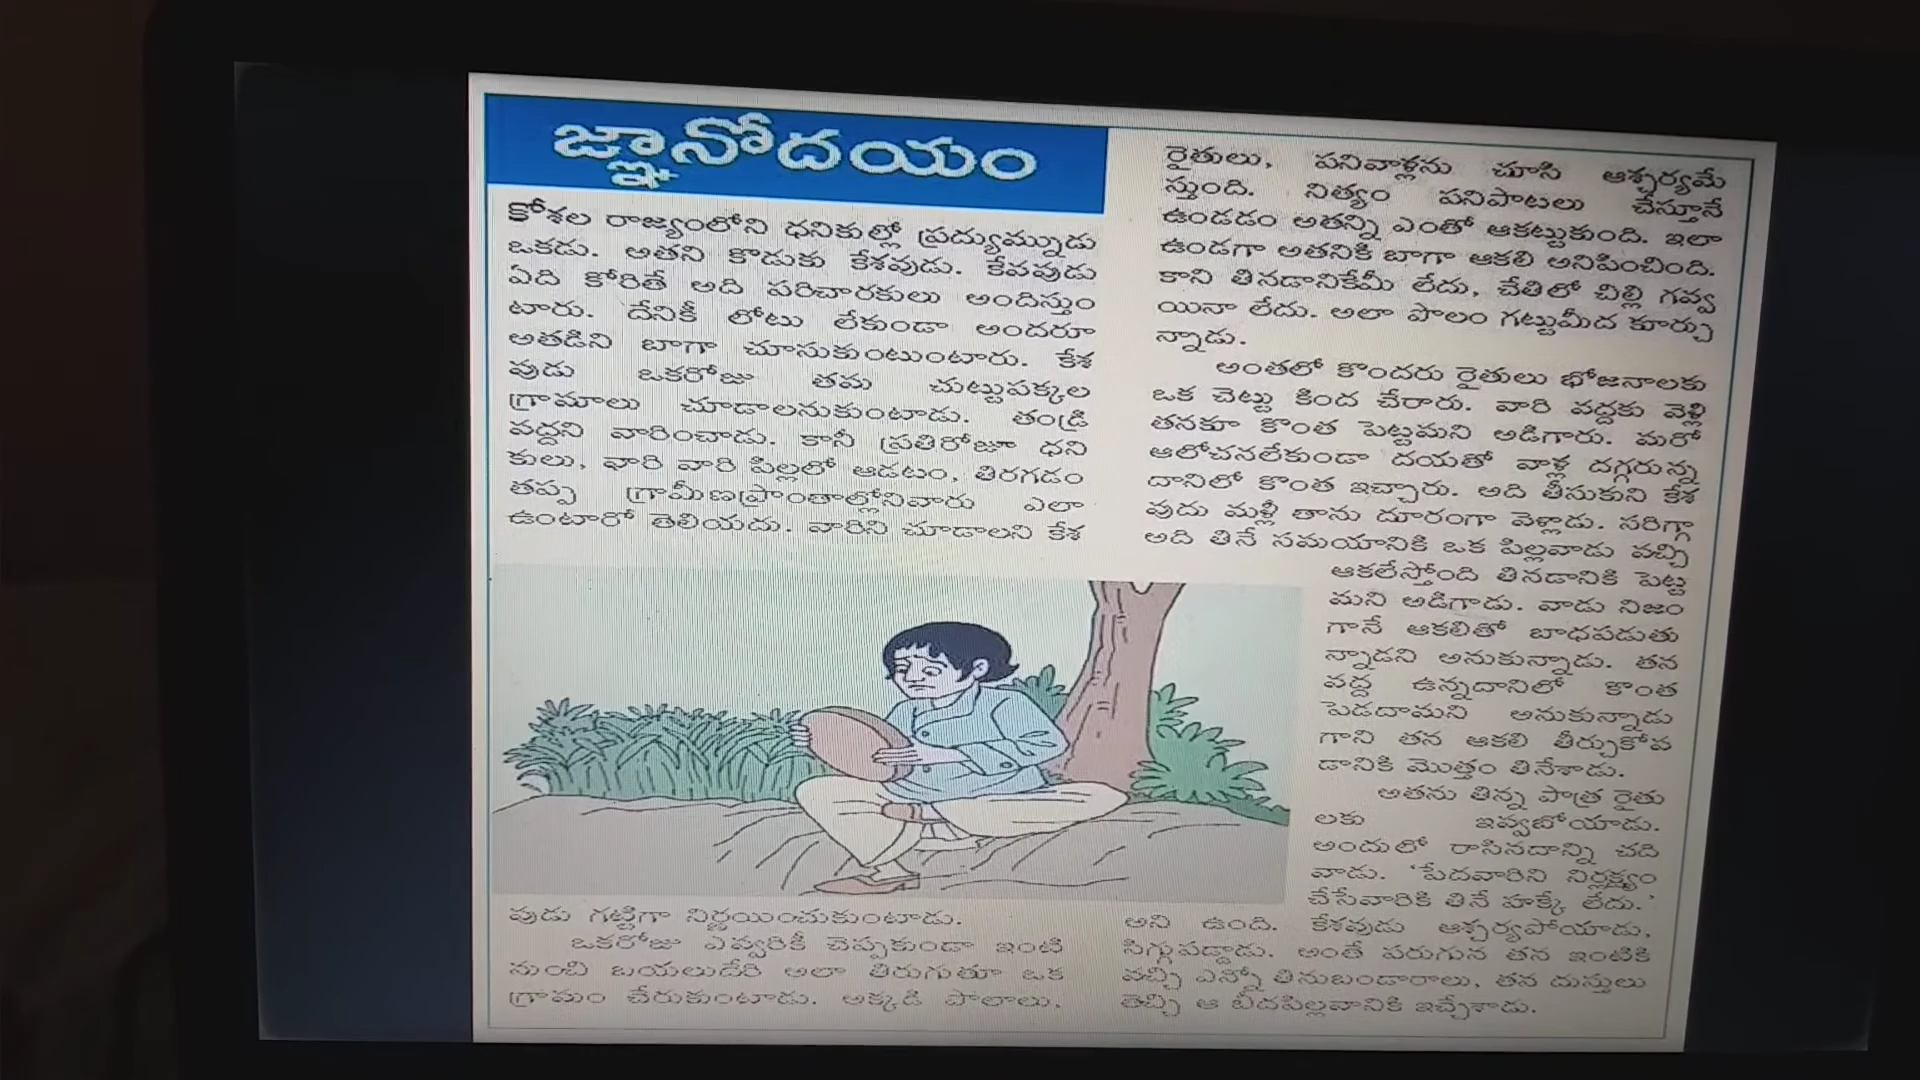 జ్ఞానోదయం
కోశల రాజ్యంలోని ధనికుల్లో ప్రద్యుమ్నుడు
ఒకడు. అతని కొడుకు కేశవుడు. కేపవుడు
ఏది కోరితే అది పరిచారకులు అందిస్తుం
టారు. దేనికీ లోటు లేకుండా అందరూ
అతడిని బాగా చూసుకుంటుంటారు. కేశ
వుడు ఒకరోజు తమ చుట్టుపక్కల
గ్రామాలు చూడాలనుకుంటాడు. తండ్రి
వద్దని వారించాడు. కానీ ప్రతిరోజూ ధని
కులు, వారి వారి పిల్లలో ఆడటం, తిరగడం
తప్ప గ్రామీణప్రాంతాల్లోనివారు ఎలా
ఉంటారో తెలియదు. వారిని చూడాలని కేశ
వుడు గట్టిగా నిర్ణయించుకుంటాడు.
ఒకరోజు ఎవ్వరికీ చెప్పకుండా ఇంటి
నుంచి బయలుదేరి అలా తిరుగుతూ ఒక
గ్రామం చేరుకుంటాడు. అక్కడి పొలాలు,
రైతులు, పనివాళ్లను చూసి ఆశ్చర్యమే
స్తుంది. నిత్యం పనిపాటలు చేస్తూనే
ఉండడం అతన్ని ఎంతో ఆకట్టుకుంది. ఇలా
ఉండగా అతనికి బాగా ఆకలి అనిపించింది.
కాని తినడానికేమీ లేదు, చేతిలో చిల్లి గవ్వ
యినా లేదు. అలా పొలం గట్టుమీద కూర్చు
న్నాడు.
అంతలో కొందరు రైతులు భోజనాలకు
ఒక చెట్టు కింద చేరారు. వారి వద్దకు వెళ్లి
తనకూ కొంత పెట్టమని అడిగారు. మరో
ఆలోచనలేకుండా దయతో వాళ్ల దగ్గరున్న
దానిలో కొంత ఇచ్చారు. అది తీసుకుని కేశ
వుదు మళ్లీ తాను దూరంగా వెళ్లాడు. సరిగ్గా
అది తినే సమయానికి ఒక పిల్లవాడు వచ్చి
ఆకలేస్తోంది తినడానికి పెట్ట
మని అడిగాడు. వాడు నిజం
గానే ఆకలితో బాధపడుతు
న్నాడని అనుకున్నాడు. తన
వద్ద ఉన్నదానిలో కొంత
పెడదామని అనుకున్నాడు
గాని తన ఆకలి తీర్చుకోవ
డానికి మొత్తం తినేశాడు.
అతను తిన్న పాత్ర రైతు
లకు ఇవ్వబోయాడు.
అందులో రాసినదాన్ని చది
వాడు. 'పేదవారిని నిర్లక్ష్యం
చేసేవారికి తినే హక్కే లేదు.'
అని ఉంది. కేశవుడు ఆశ్చర్యపోయాడు,
సిగ్గుపడ్డాడు. అంతే పరుగున తన ఇంటికి
వచ్చి ఎన్నో తినుబండారాలు, తన దుస్తులు
తెచ్చి ఆ బీదపిల్లవానికి ఇచ్చేశాడు.